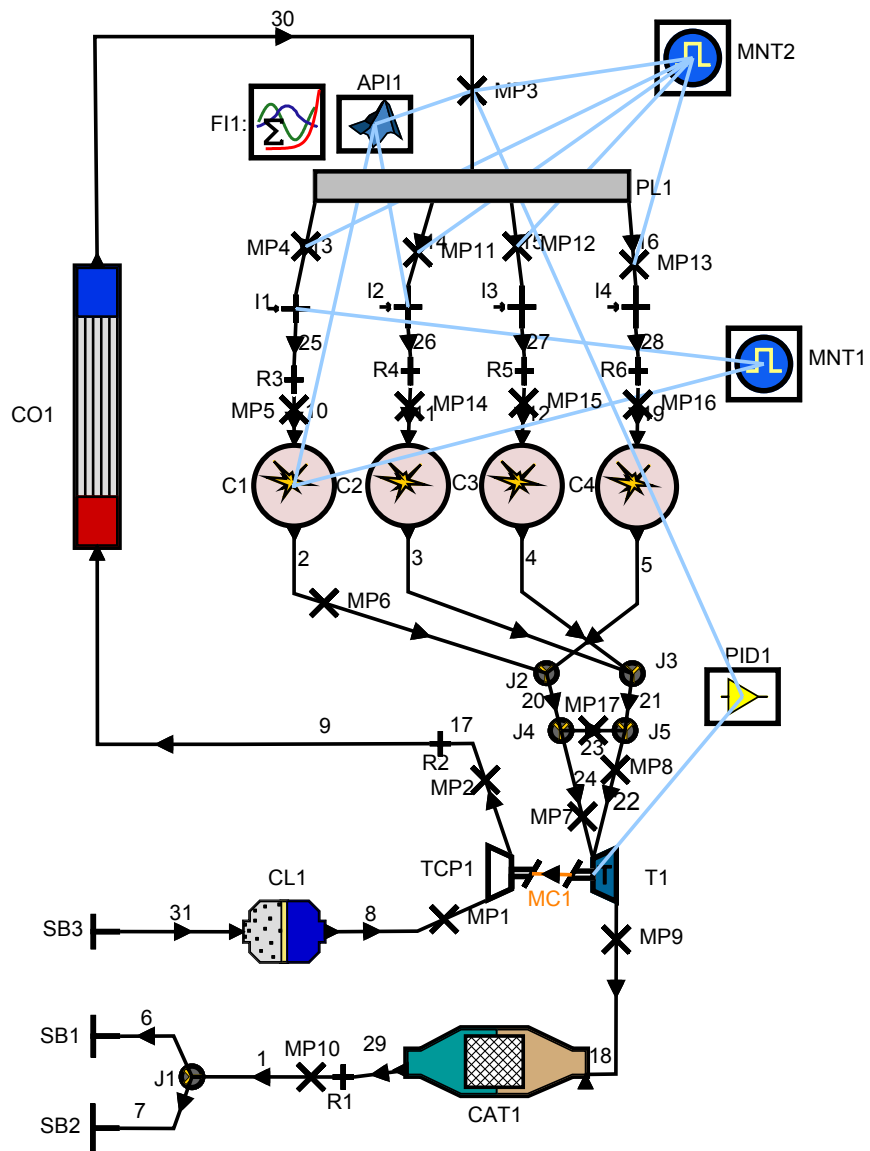 30
MNT2
API1
MP3
FI1:
Σ
PL1
MP4
13
14
MP11
15
MP12
16
MP13
I1
I2
I3
I4
25
26
27
28
MNT1
R3
R4
R5
R6
CO1
MP5
10
11
MP14
12
MP15
19
MP16
C1
C2
C3
C4
2
3
4
5
MP6
J2
J3
PID1
20
MP17
21
9
17
J4
23
J5
R2
MP2
24
MP8
22
MP7
TCP1
T
T1
CL1
MC1
31
8
MP1
SB3
MP9
6
SB1
MP10
29
18
1
J1
R1
7
CAT1
SB2